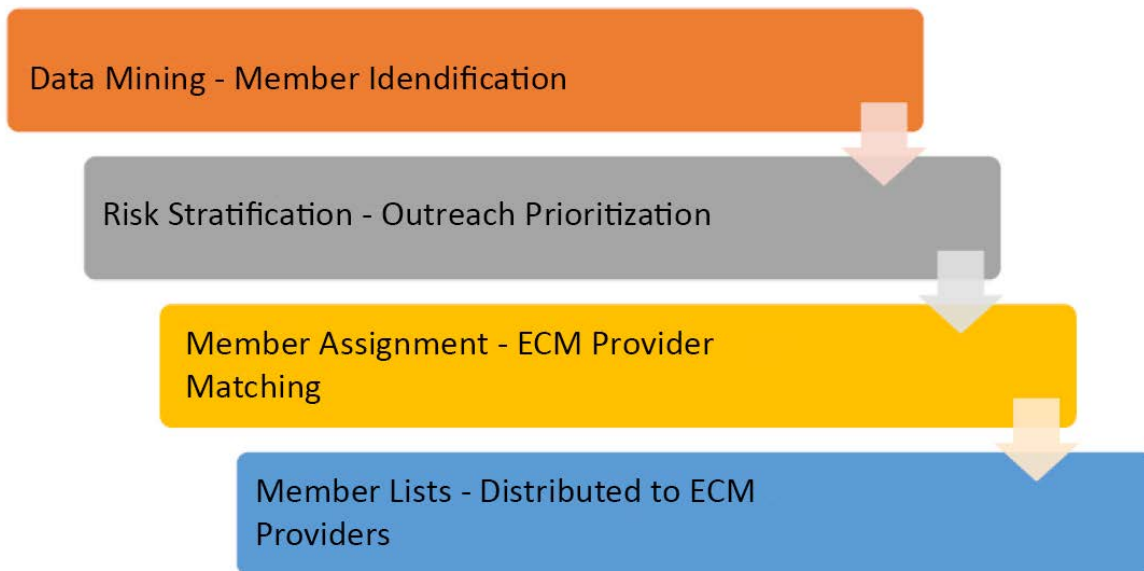 Data Mining - Member Idendification
Risk Stratification - Outreach Prioritization
Member Assignment - ECM Provider
Matching
Member Lists - Distributed to ECM
Providers